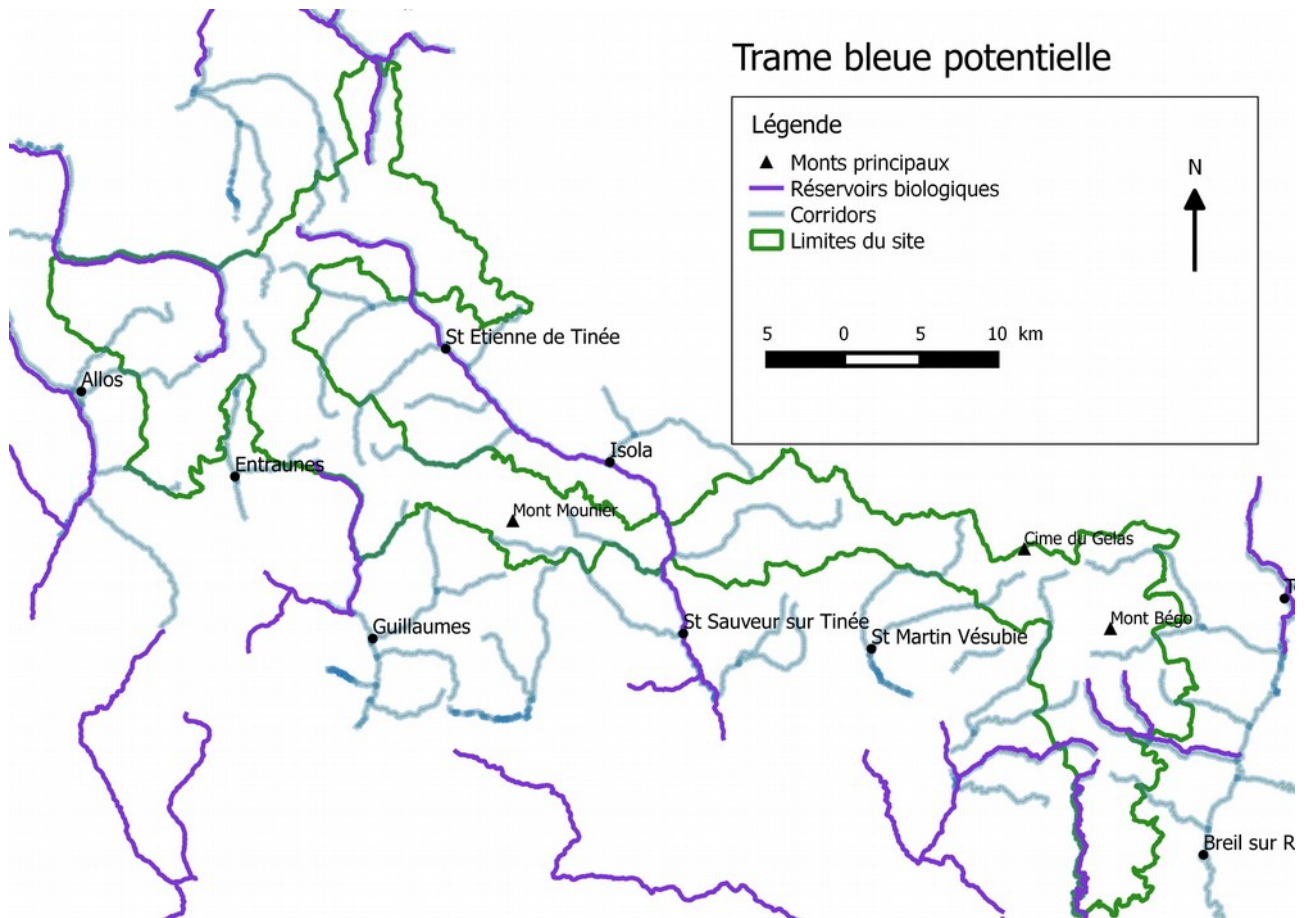 Trame bleue potentielle
Légende
Monts principaux
Réservoirs biologiques
Corridors
Limites du site
N
5 0 5 10 km
St Etienne de Tinée
Allos
Isola
Entraunes
Mont Mounier
Cime du Gelas
Guillaumes
St Sauveur sur Tinée
St Martin Vésubie
Mont Bégo
Breil sur R